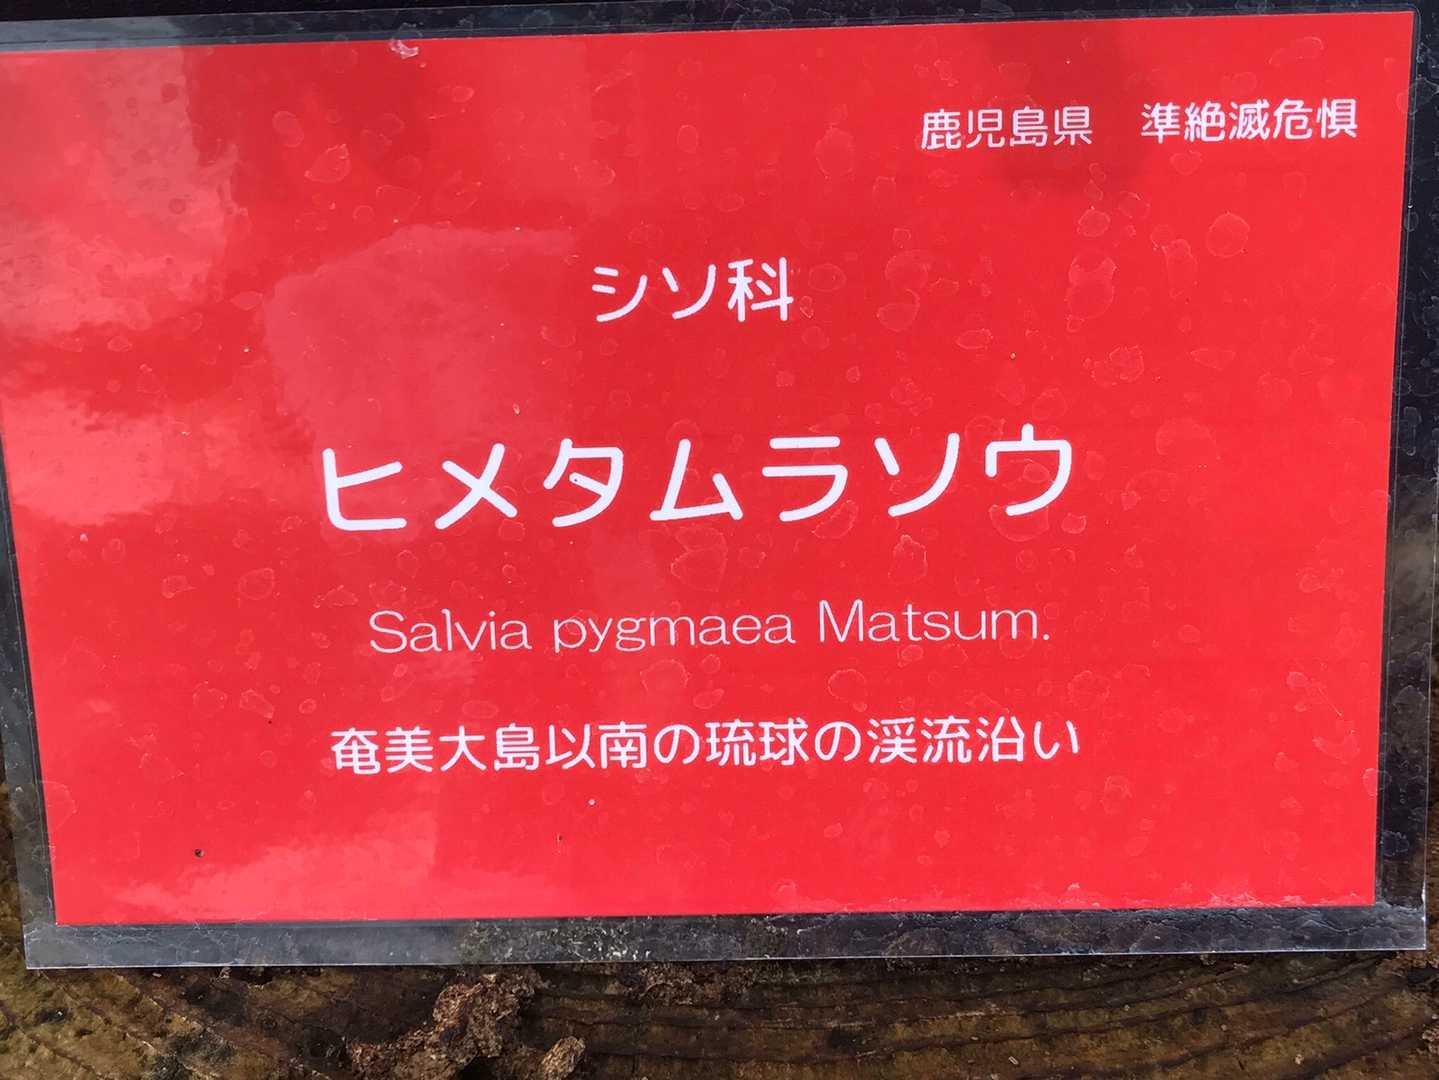 鹿児島県　準絶滅危惧
シソ科
ヒメタムラソウ
Salvia pygmaea Matsum.
奄美大島以南の琉球の渓流沿い